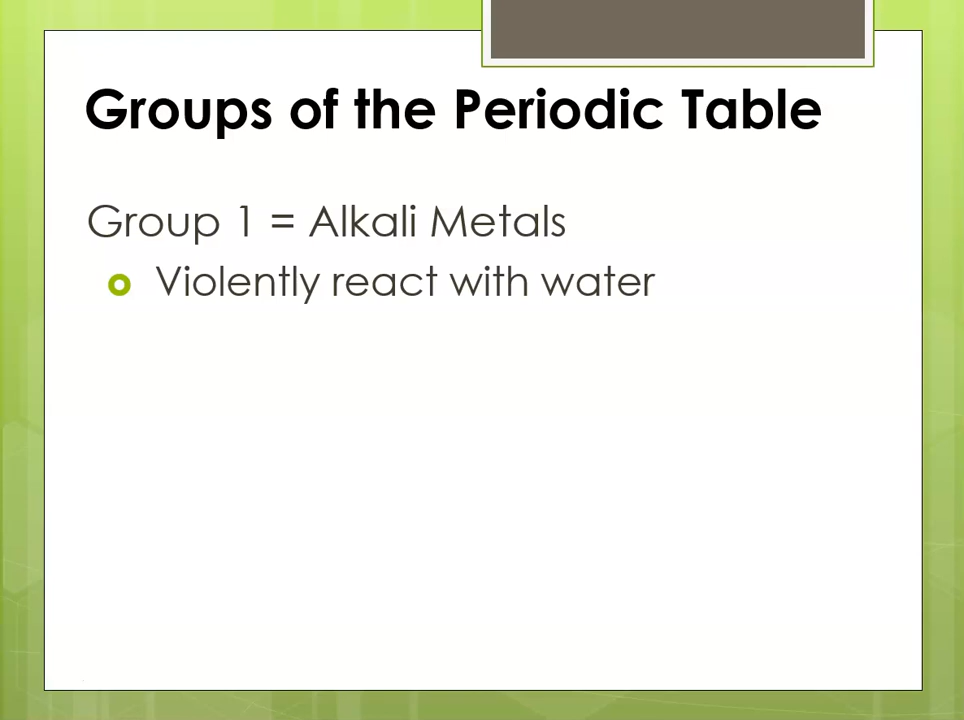 Groups of the Periodic Table
Group 1 = Alkali Metals
Violently react with water